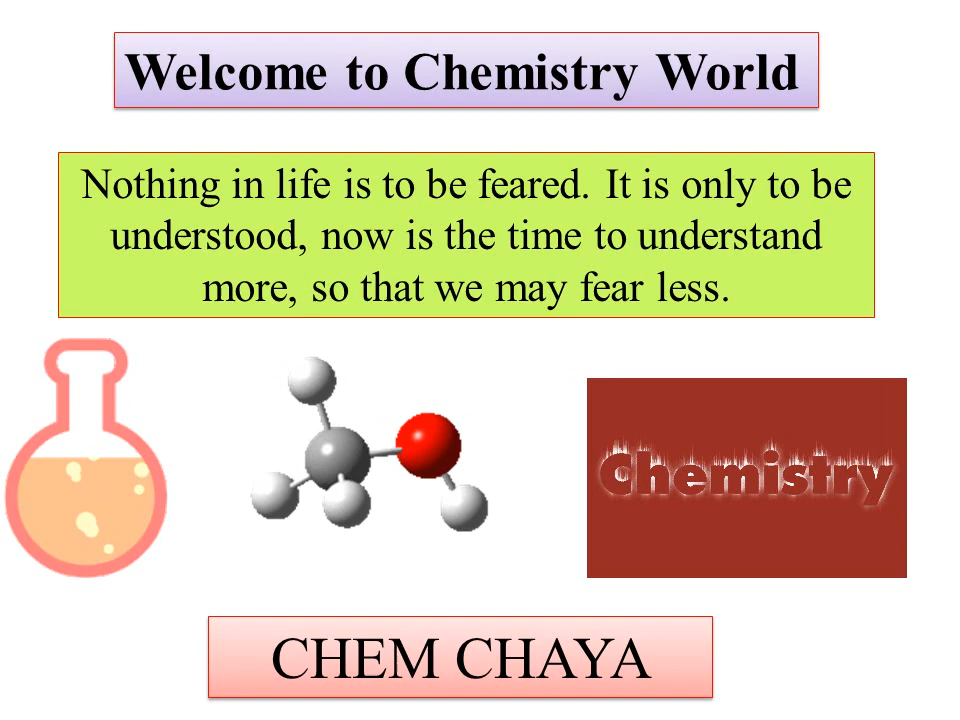 Welcome to Chemistry World
Nothing in life is to be feared. It is only to be
understood, now is the time to understand
more, so that we may fear less.
Chemistry
CHEM CHAYA